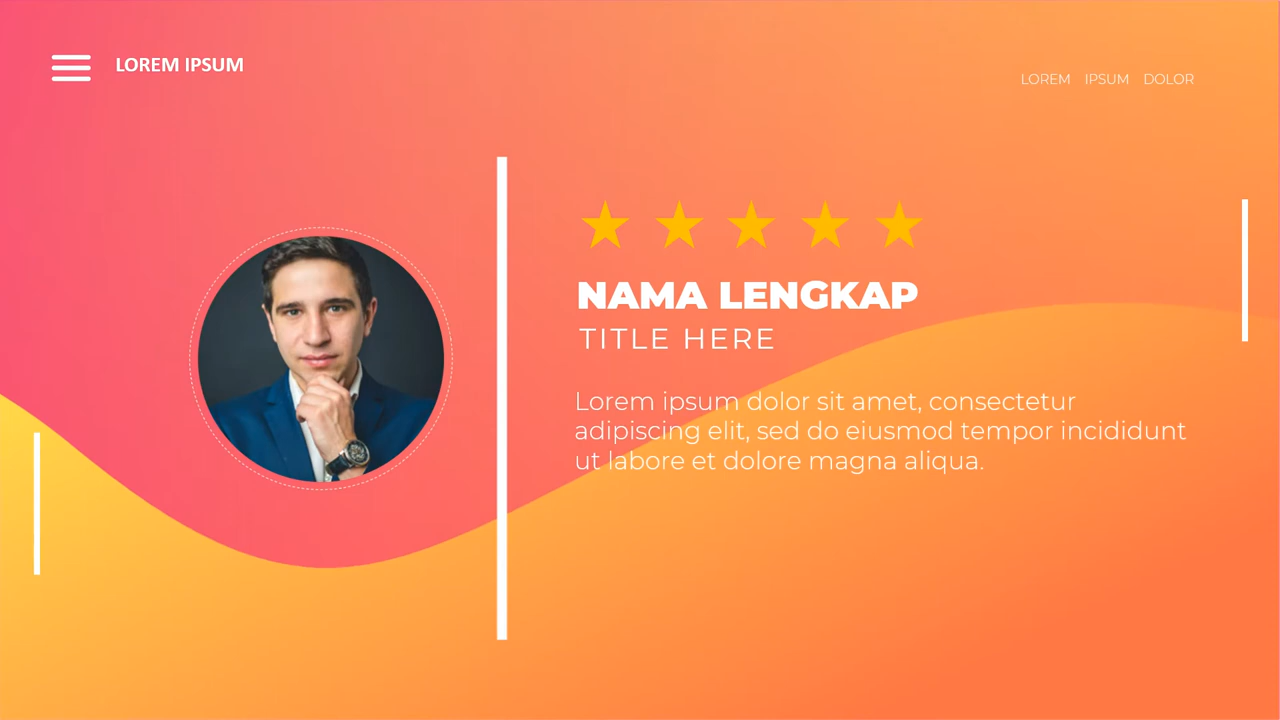 LOREM IPSUM
LOREM IPSUM DOLOR
NAMA LENGKAP
TITLE HERE
Lorem ipsum dolor sit amet, consectetur
adipiscing elit, sed do eiusmod tempor incididunt
ut labore et dolore magna aliqua.